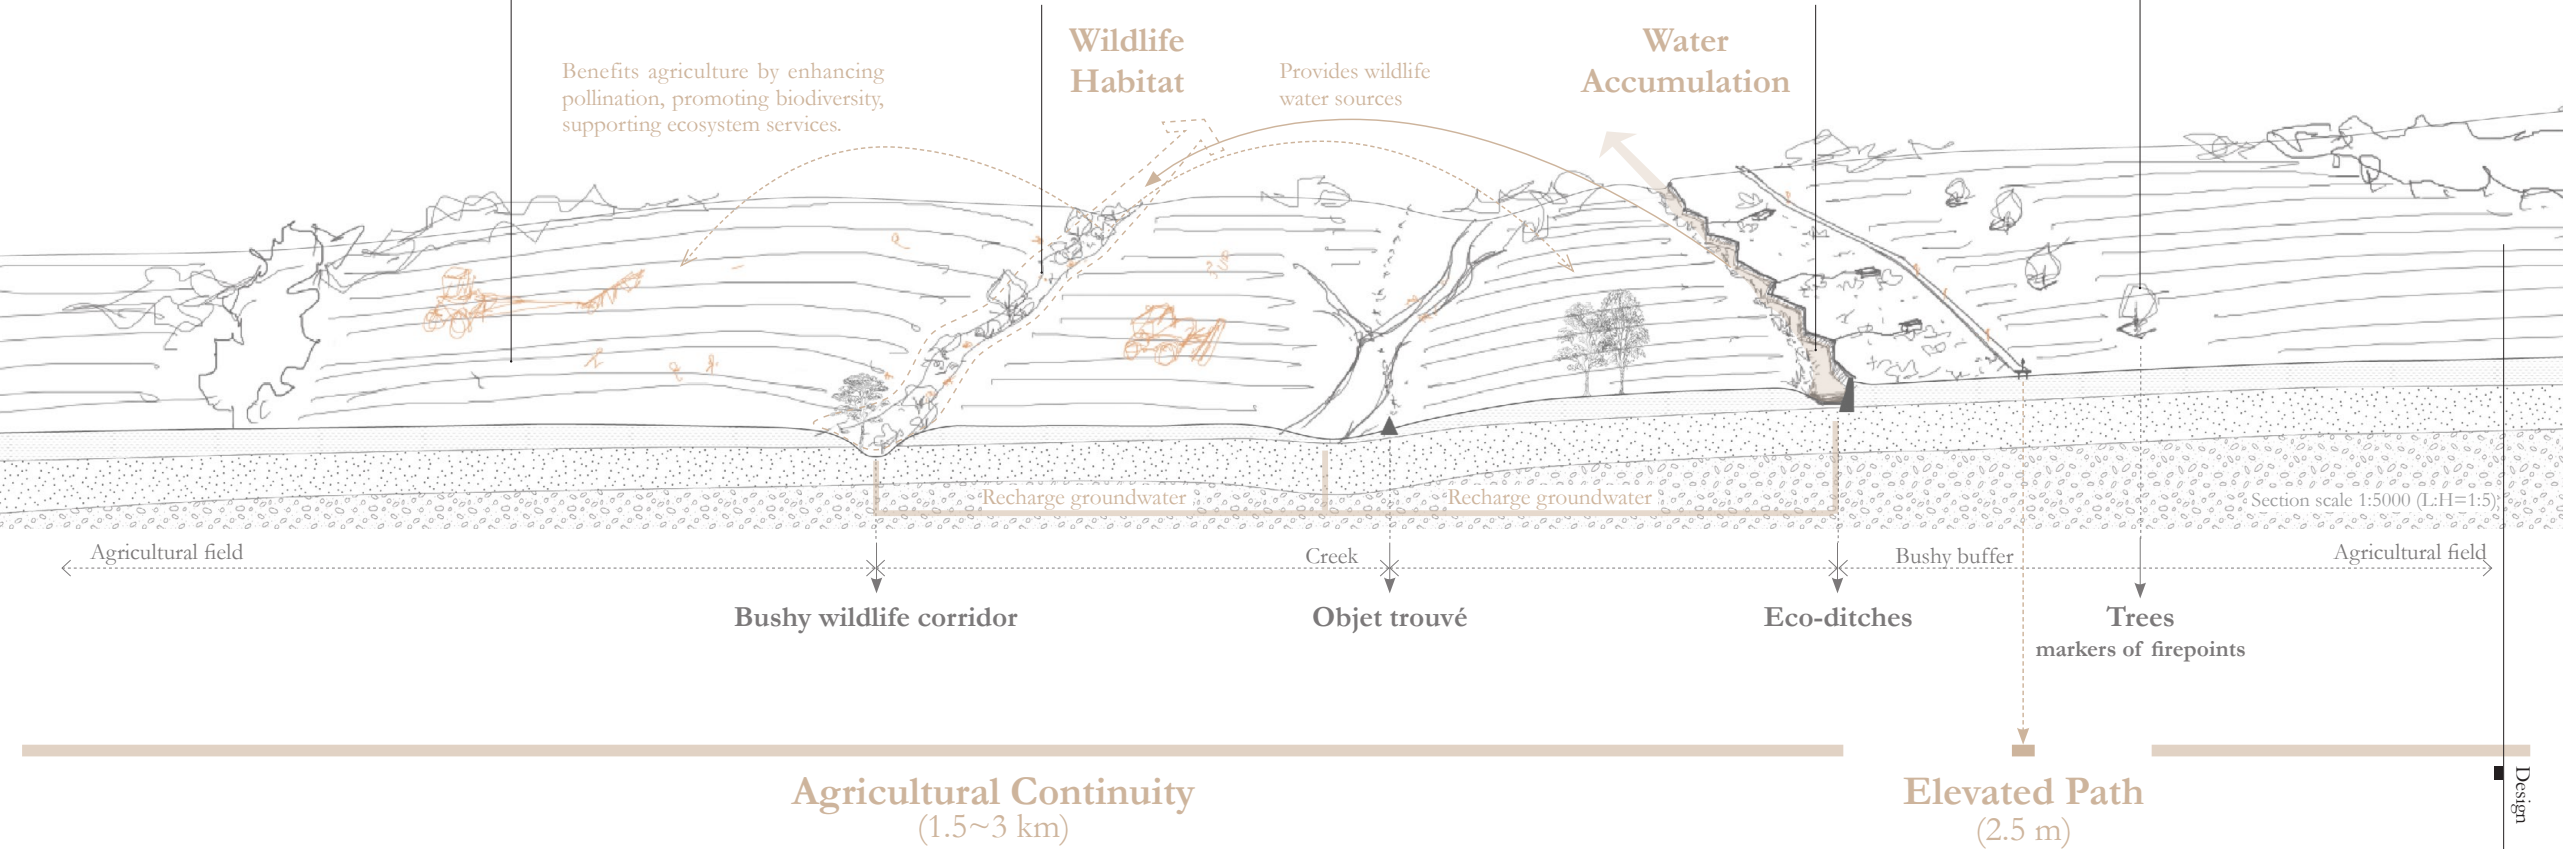 Wildlife
Habitat
Water
Accumulation
Benefits agriculture by enhancing
pollination, promoting biodiversity,
supporting ecosystem services.
Provides wildlife
water sources
Recharge groundwater
Recharge groundwater
Section scale 1:5000 (L:H=1:5)
Agricultural field
Creek
Bushy buffer
Agricultural field
Bushy wildlife corridor
Objet trouvé
Eco-ditches
Trees
markers of firepoints
Agricultural Continuity
(1.5~3 km)
Elevated Path
(2.5 m)
Design